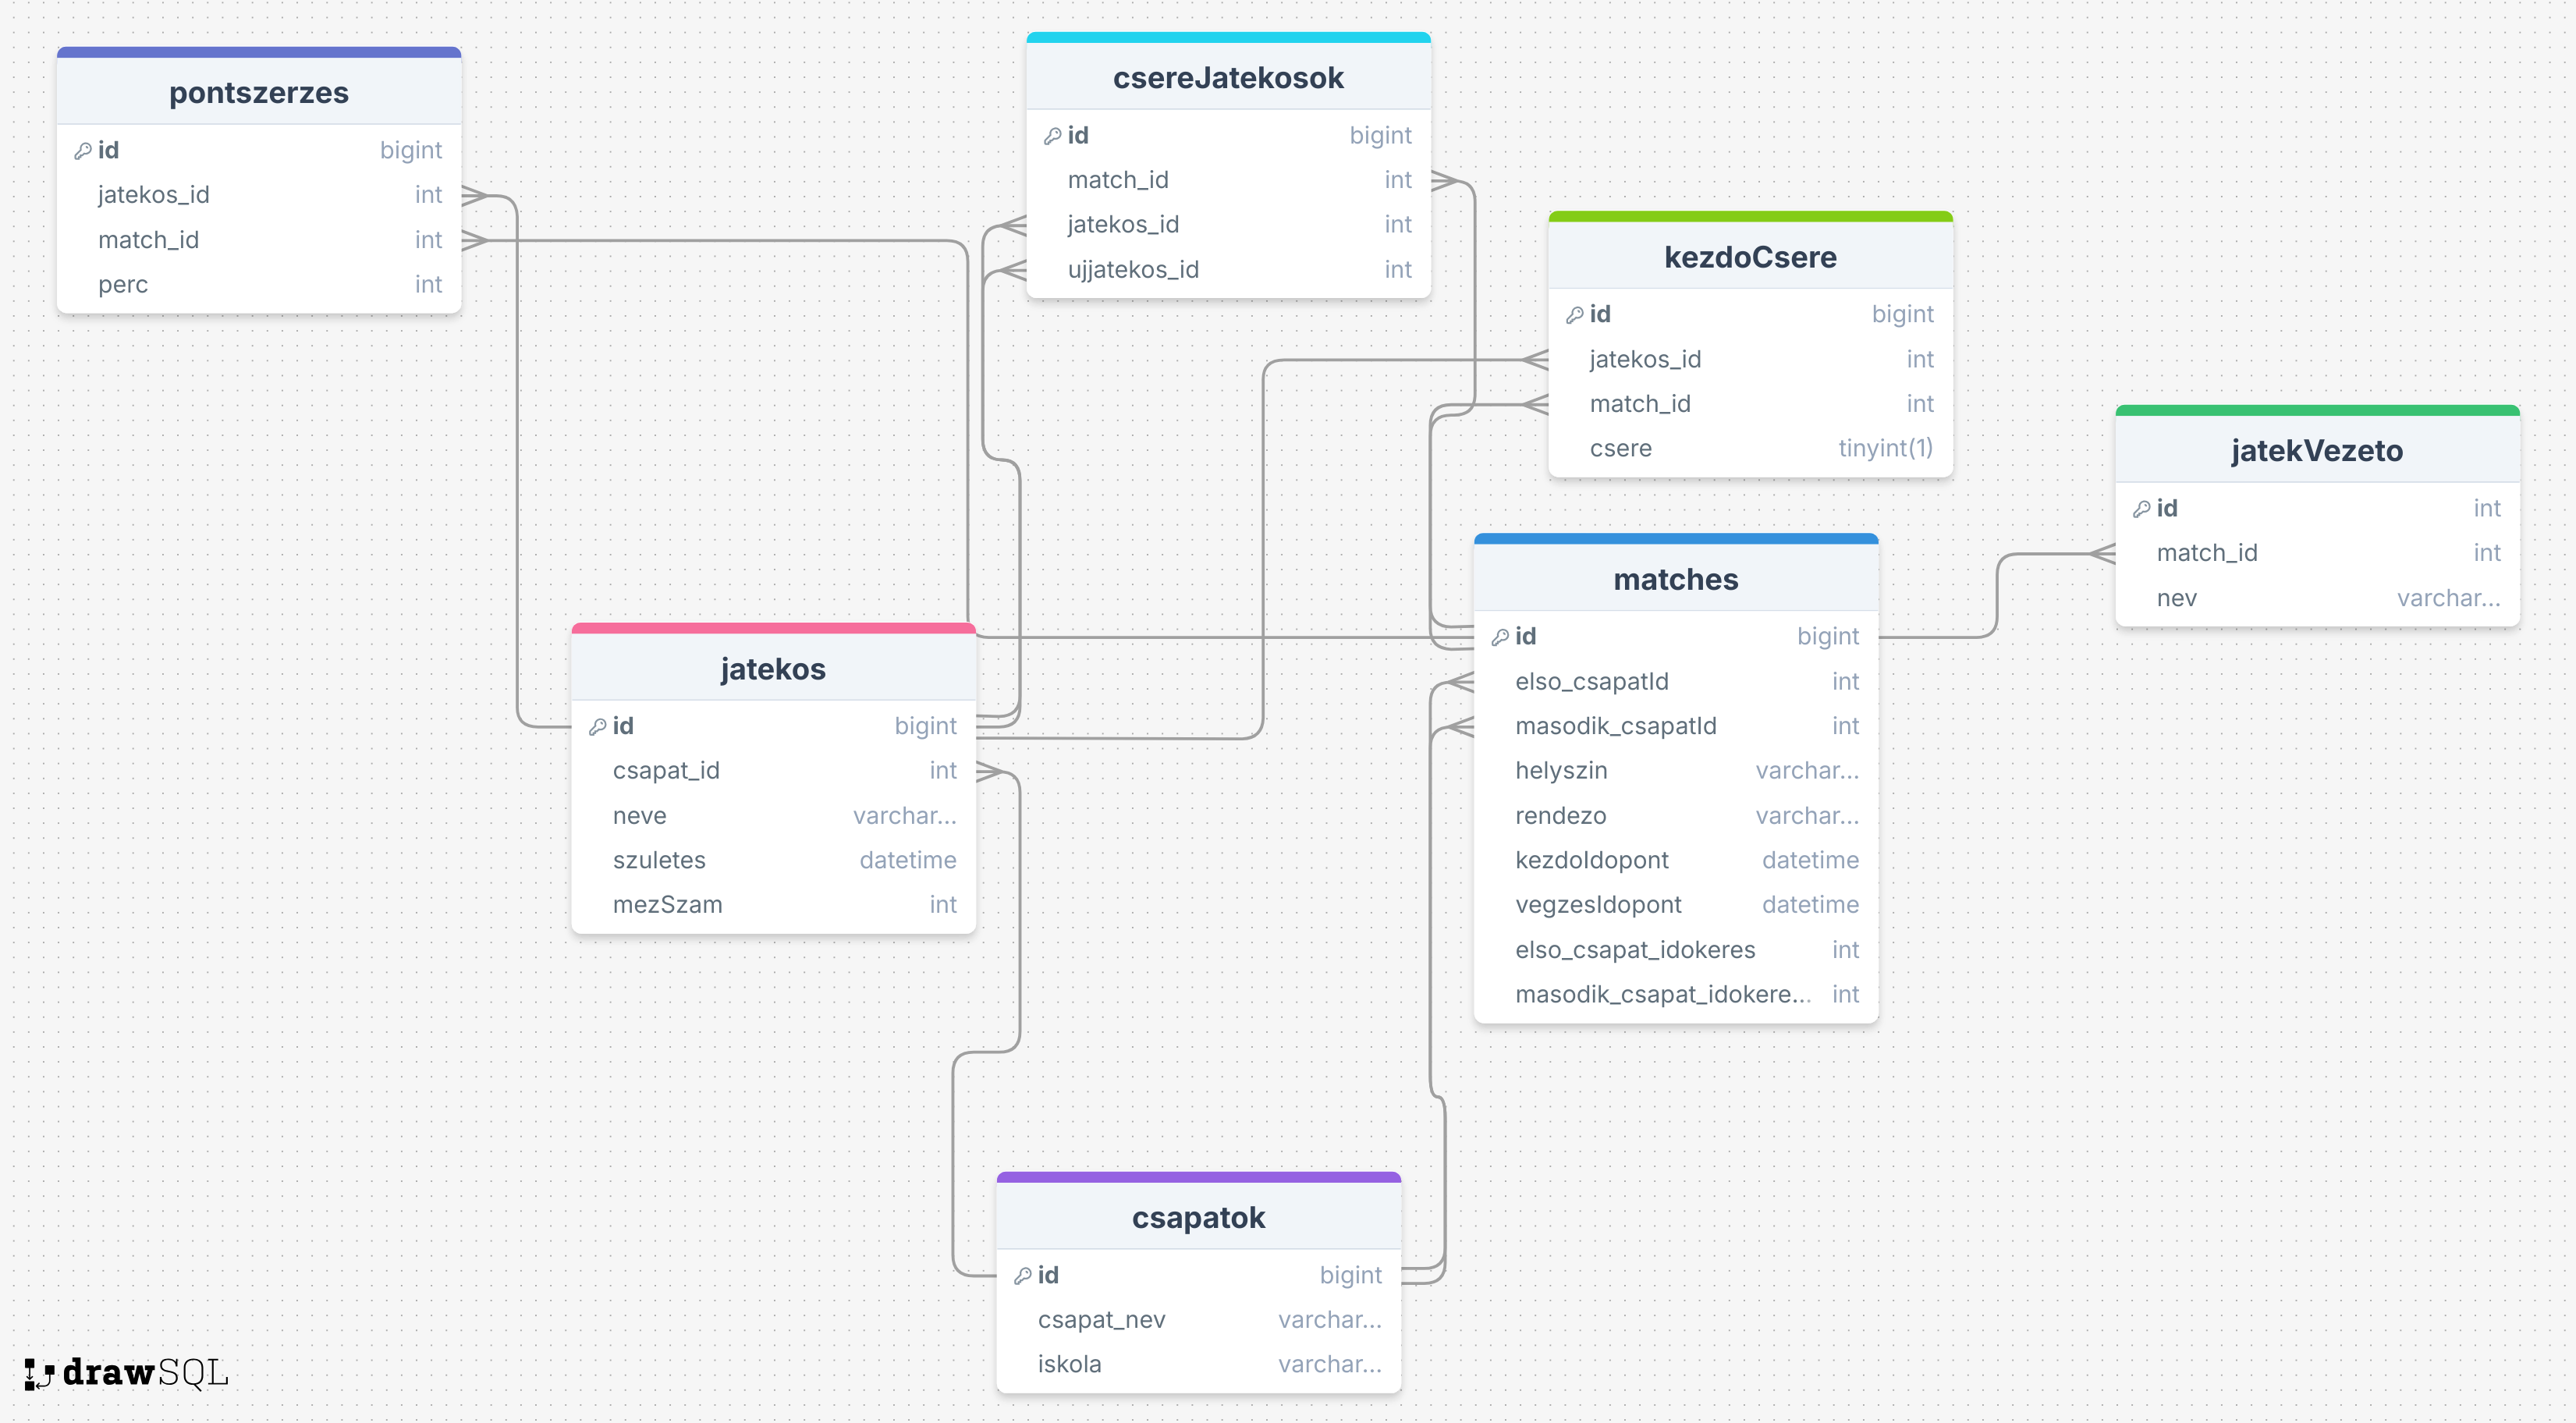 pontszerzes
id bigint
jatekos_id int
match_id int
perc int
csereJatekosok
id bigint
match_id int
jatekos_id int
ujjatekos_id int
kezdoCsere
id bigint
jatekos_id int
match_id int
csere tinyint(1)
jatekVezeto
id int
match_id int
nev varchar...
matches
id bigint
elso_csapatId int
masodik_csapatId int
helyszin varchar...
rendezo varchar...
kezdoIdopont datetime
vegzesIdopont datetime
elso_csapat_idokeres int
masodik_csapat_idokere... int
jatekos
id bigint
csapat_id int
neve varchar...
szuletes datetime
mezSzam int
csapatok
id bigint
csapat_nev varchar...
iskola varchar...
drawSQL